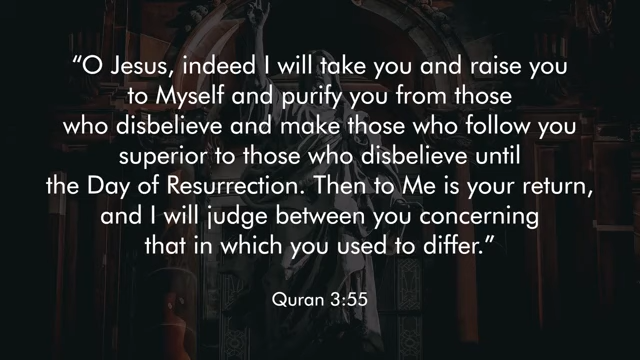 “O Jesus, indeed I will take you and raise you
to Myself and purify you from those
who disbelieve and make those who follow you
superior to those who disbelieve until
the Day of Resurrection. Then to Me is your return,
and I will judge between you concerning
that in which you used to differ.”
Quran 3:55